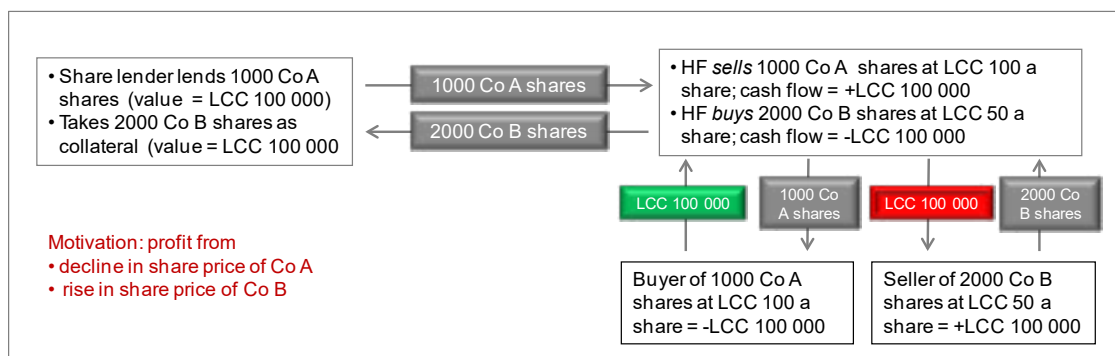 • Share lender lends 1000 Co A
shares (value = LCC 100 000)
• Takes 2000 Co B shares as
collateral (value = LCC 100 000
1000 Co A shares
2000 Co B shares
• HF sells 1000 Co A shares at LCC 100 a
share; cash flow = +LCC 100 000
• HF buys 2000 Co B shares at LCC 50 a
share; cash flow = -LCC 100 000
LCC 100 000
1000 Co
A shares
LCC 100 000
2000 Co
B shares
Motivation: profit from
• decline in share price of Co A
• rise in share price of Co B
Buyer of 1000 Co A
shares at LCC 100 a
share = -LCC 100 000
Seller of 2000 Co B
shares at LCC 50 a
share = +LCC 100 000